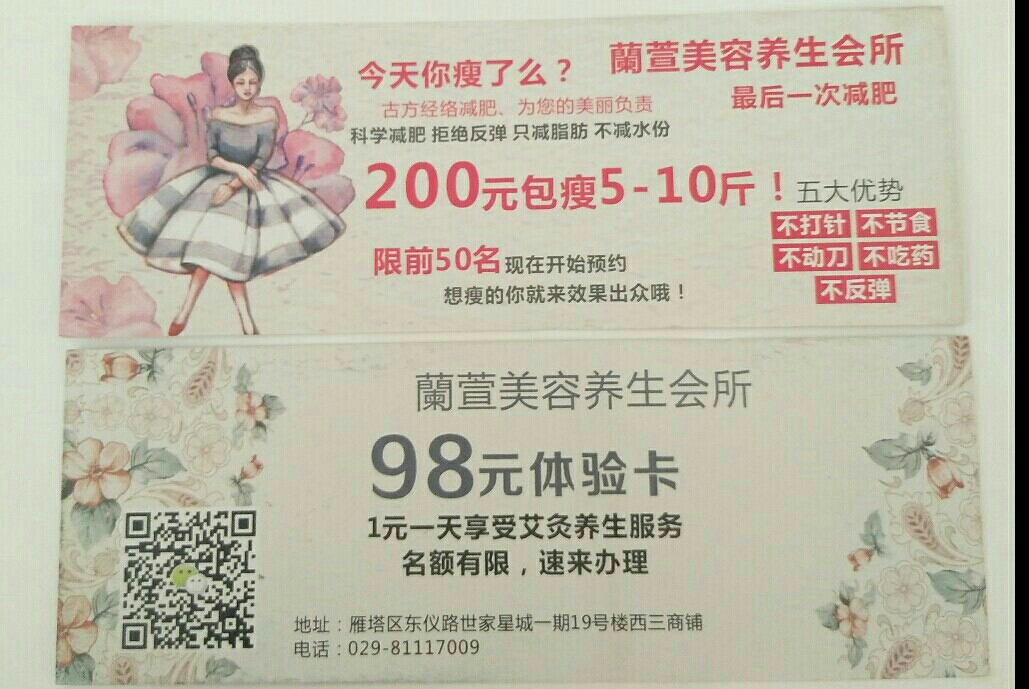 今天你瘦了么？
蘭萱美容养生会所
古方经络减肥、为您的美丽负责
最后一次减肥
科学减肥 拒绝反弹 只减脂肪 不减水份
200元包瘦5-10斤！
五大优势
不打针 不节食
不动刀 不吃药
不反弹
限前50名现在开始预约
想瘦的你就来效果出众哦！
蘭萱美容养生会所
98元体验卡
1元一天享受艾灸养生服务
名额有限，速来办理
地址：雁塔区东仪路世家星城一期19号楼西三商铺
电话：029-81117009